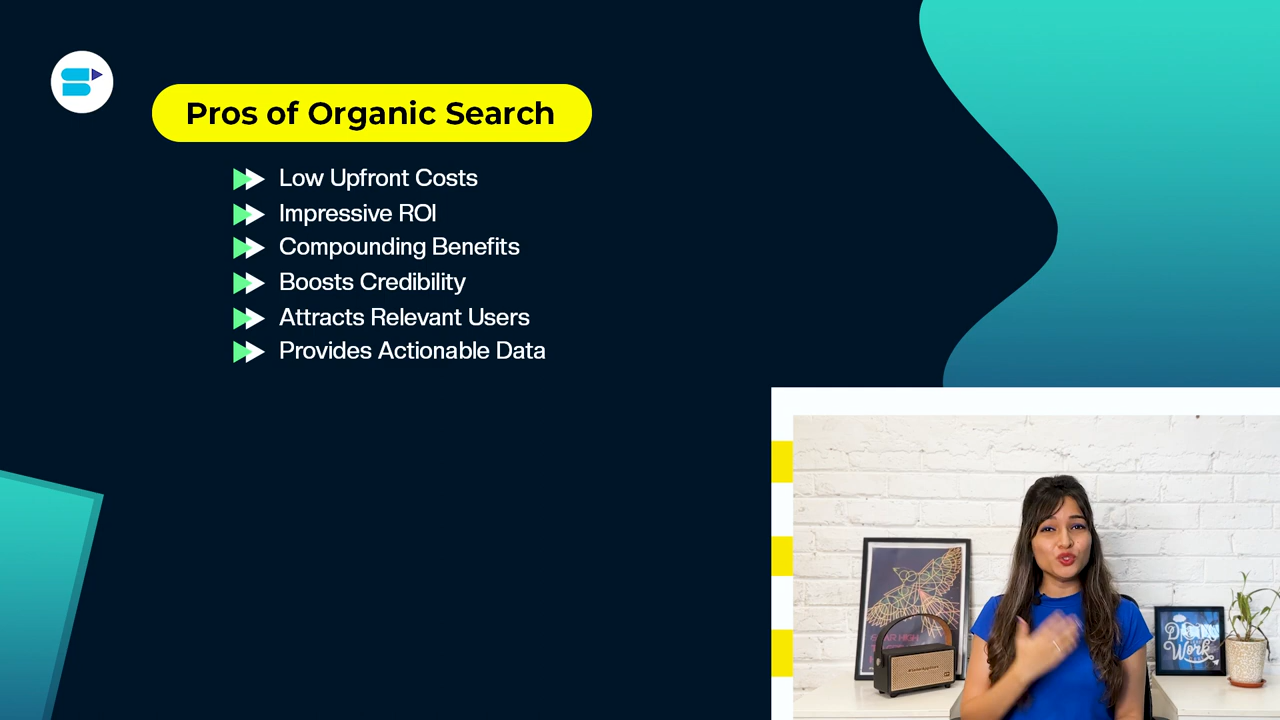 Pros of Organic Search
Low Upfront Costs
Impressive ROI
Compounding Benefits
Boosts Credibility
Attracts Relevant Users
Provides Actionable Data
Work